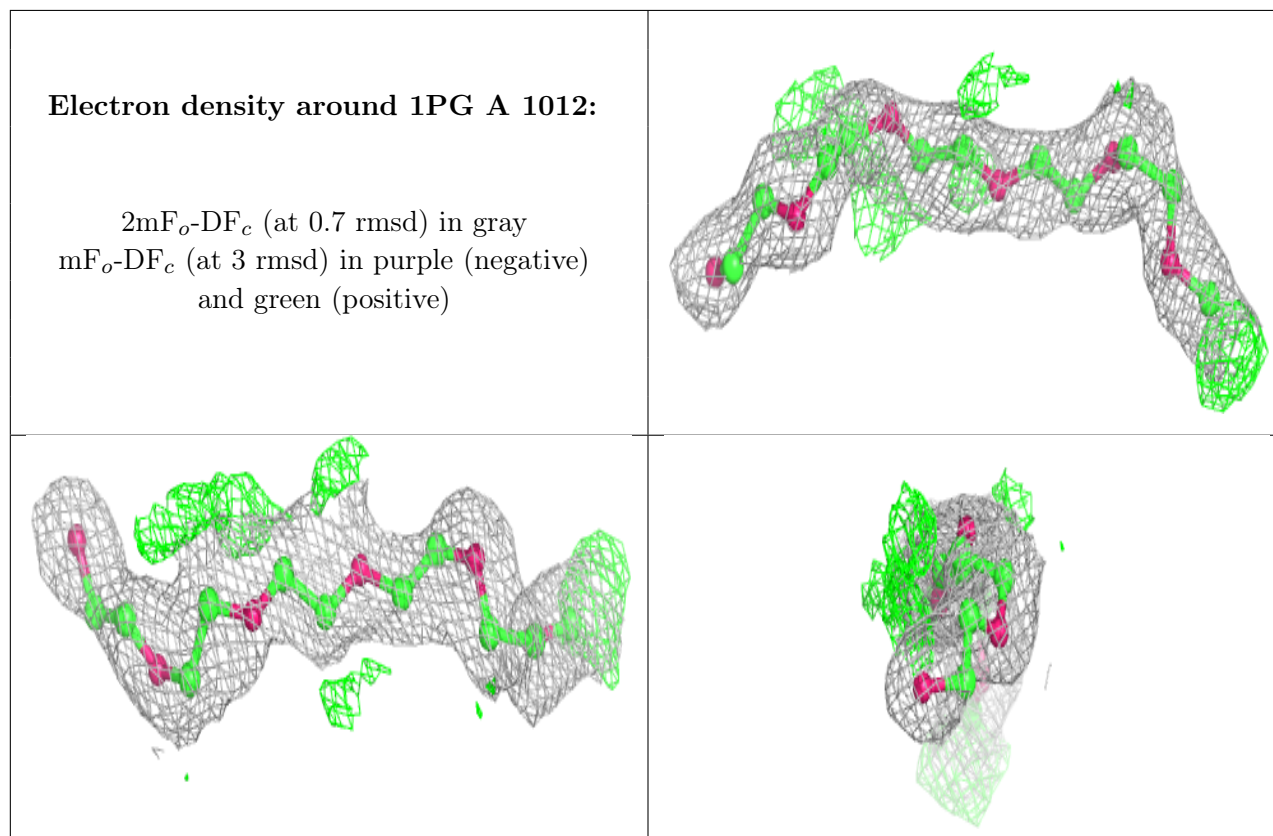 Electron density around 1PG A 1012:
2mFo-DFc (at 0.7 rmsd) in gray
mFo-DFc (at 3 rmsd) in purple (negative)
and green (positive)